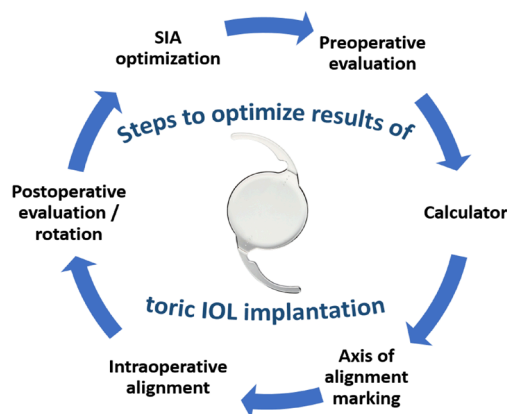 SIA
optimization
Preoperative
evaluation
Steps to optimize results of
Calculator
Postoperative
evaluation /
rotation
toric IOL implantation
Axis of
alignment
marking
Intraoperative
alignment